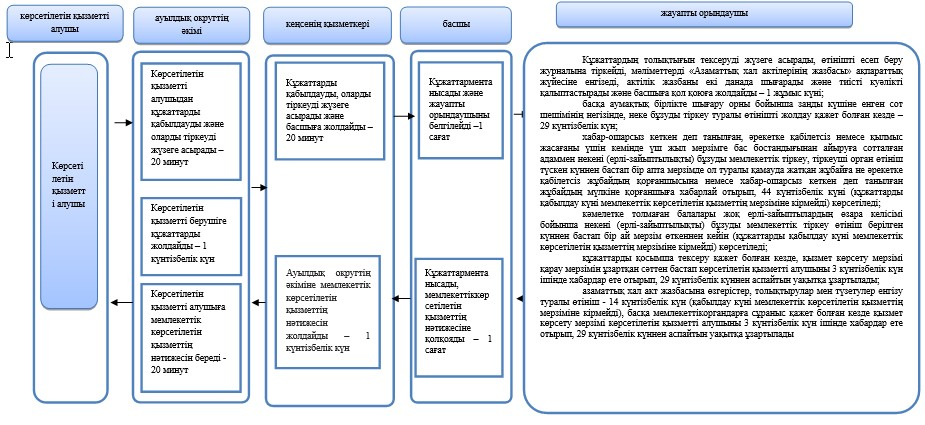 көрсетілетін қызметті
алушы
ауылдық округтің
әкімі
кеңсенің қызметкері
басшы
жауапты орындаушы
Көрсеті
летін
қызметт
і алушы
Көрсетілетін
қызметті
алушыдан
құжаттарды
қабылдауды және
оларды тіркеуді
жүзеге асырады –
20 минут
Көрсетілетін
қызметті берушіге
құжаттарды
жолдайды – 1
күнтізбелік күн
Көрсетілетін
қызметті алушыға
мемлекеттік
көрсетілетін
қызметтің
нәтижесін береді -
20 минут
Құжаттарды
қабылдауды, оларды
тіркеуді жүзеге
асырады және
басшыға жолдайды –
20 минут
Ауылдық округтің
әкіміне мемлекеттік
көрсетілетін
қызметтің
нәтижесін
жолдайды – 1
күнтізбелік күн
Құжаттармента
нысады және
жауапты
орындаушыны
белгілейді –1
сағат
Құжаттармента
нысады,
мемлекеттіккөр
сетілетін
қызметтің
нәтижесіне
қолқояды – 1
сағат
Құжаттардың толықтығын тексеруді жүзеге асырады, өтінішті есеп беру
журналына тіркейді, мәліметтерді «Азаматтық хал актілерінің жазбасы» ақпараттық
жүйесіне енгізеді, актілік жазбаны екі данада шығарады және тиісті куәлікті
қалыптастырады және басшыға қол қоюға жолдайды – 1 жұмыс күні;
басқа аумақтық бірлікте шығару орны бойынша заңды күшіне енген сот
шешімінің негізінде, неке бұзуды тіркеу туралы өтінішті жолдау қажет болған кезде –
29 күнтізбелік күн;
хабар-ошарсыз кеткен деп танылған, әрекетке қабілетсіз немесе қылмыс
жасағаны үшін кемінде үш жыл мерзімге бас бостандығынан айыруға сотталған
адаммен некені (ерлі-зайыптылықты) бұзуды мемлекеттік тіркеу, тіркеуші орган өтініш
түскен күннен бастап бір апта мерзімде ол туралы қамауда жатқан жұбайға не әрекетке
қабілетсіз жұбайдың қорғаншысына немесе хабар-ошарсыз кеткен деп танылған
жұбайдың мүлкіне қорғаншыға хабарлай отырып, 44 күнтізбелік күні (құжаттарды
қабылдау күні мемлекеттік көрсетілетін қызметтің мерзіміне кірмейді) көрсетіледі;
кәмелетке толмаған балалары жоқ ерлі-зайыптылардың өзара келісімі
бойынша некені (ерлі-зайыптылықты) бұзуды мемлекеттік тіркеу өтініш берілген
күннен бастап бір ай мерзім өткеннен кейін (құжаттарды қабылдау күні мемлекеттік
көрсетілетін қызметтің мерзіміне кірмейді) көрсетіледі;
құжаттарды қосымша тексеру қажет болған кезде, қызмет көрсету мерзімі
қарау мерзімін ұзартқан сәттен бастап көрсетілетін қызметті алушыны 3 күнтізбелік күн
ішінде хабардар ете отырып, 29 күнтізбелік күннен аспайтын уақытқа ұзартылады;
азаматтық хал акт жазбасына өзгерістер, толықтырулар мен түзетулер енгізу
туралы өтініш - 14 күнтізбелік күн (қабылдау күні мемлекеттік көрсетілетін қызметтің
мерзіміне кірмейді), басқа мемлекеттікоргандарға сұраныс қажет болған кезде қызмет
көрсету мерзімі көрсетілетін қызметті алушыны 3 күнтізбелік күн ішінде хабардар ете
отырып, 29 күнтізбелік күннен аспайтын уақытқа ұзартылады